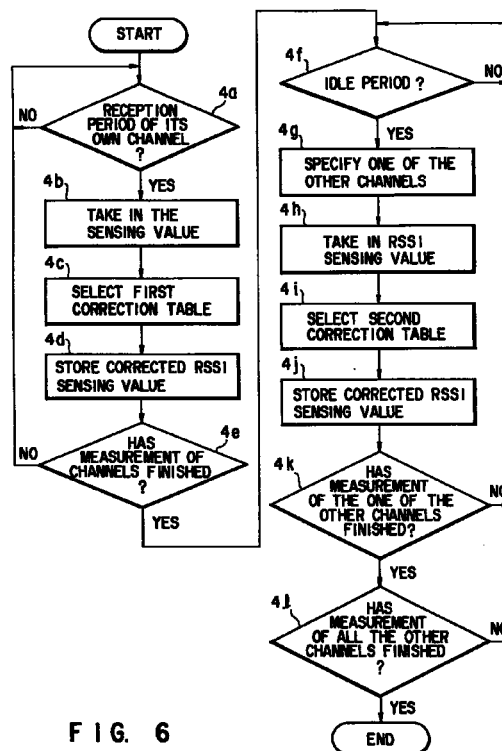 START
4a
RECEPTION
PERIOD OF ITS
OWN CHANNEL
?
NO
YES
4b
TAKE IN THE
SENSING VALUE
4c
SELECT FIRST
CORRECTION TABLE
4d
STORE CORRECTED RSSI
SENSING VALUE
4e
HAS
MEASUREMENT OF
CHANNELS FINISHED
?
NO
YES
4f
IDLE PERIOD ?
NO
YES
4g
SPECIFY ONE OF THE
OTHER CHANNELS
4h
TAKE IN RSSI
SENSING VALUE
4i
SELECT SECOND
CORRECTION TABLE
4j
STORE CORRECTED RSSI
SENSING VALUE
4k
HAS
MEASUREMENT
OF THE ONE OF THE
OTHER CHANNELS
FINISHED?
NO
YES
4l
HAS
MEASUREMENT
OF ALL THE OTHER
CHANNELS FINISHED
?
NO
YES
END
FIG. 6